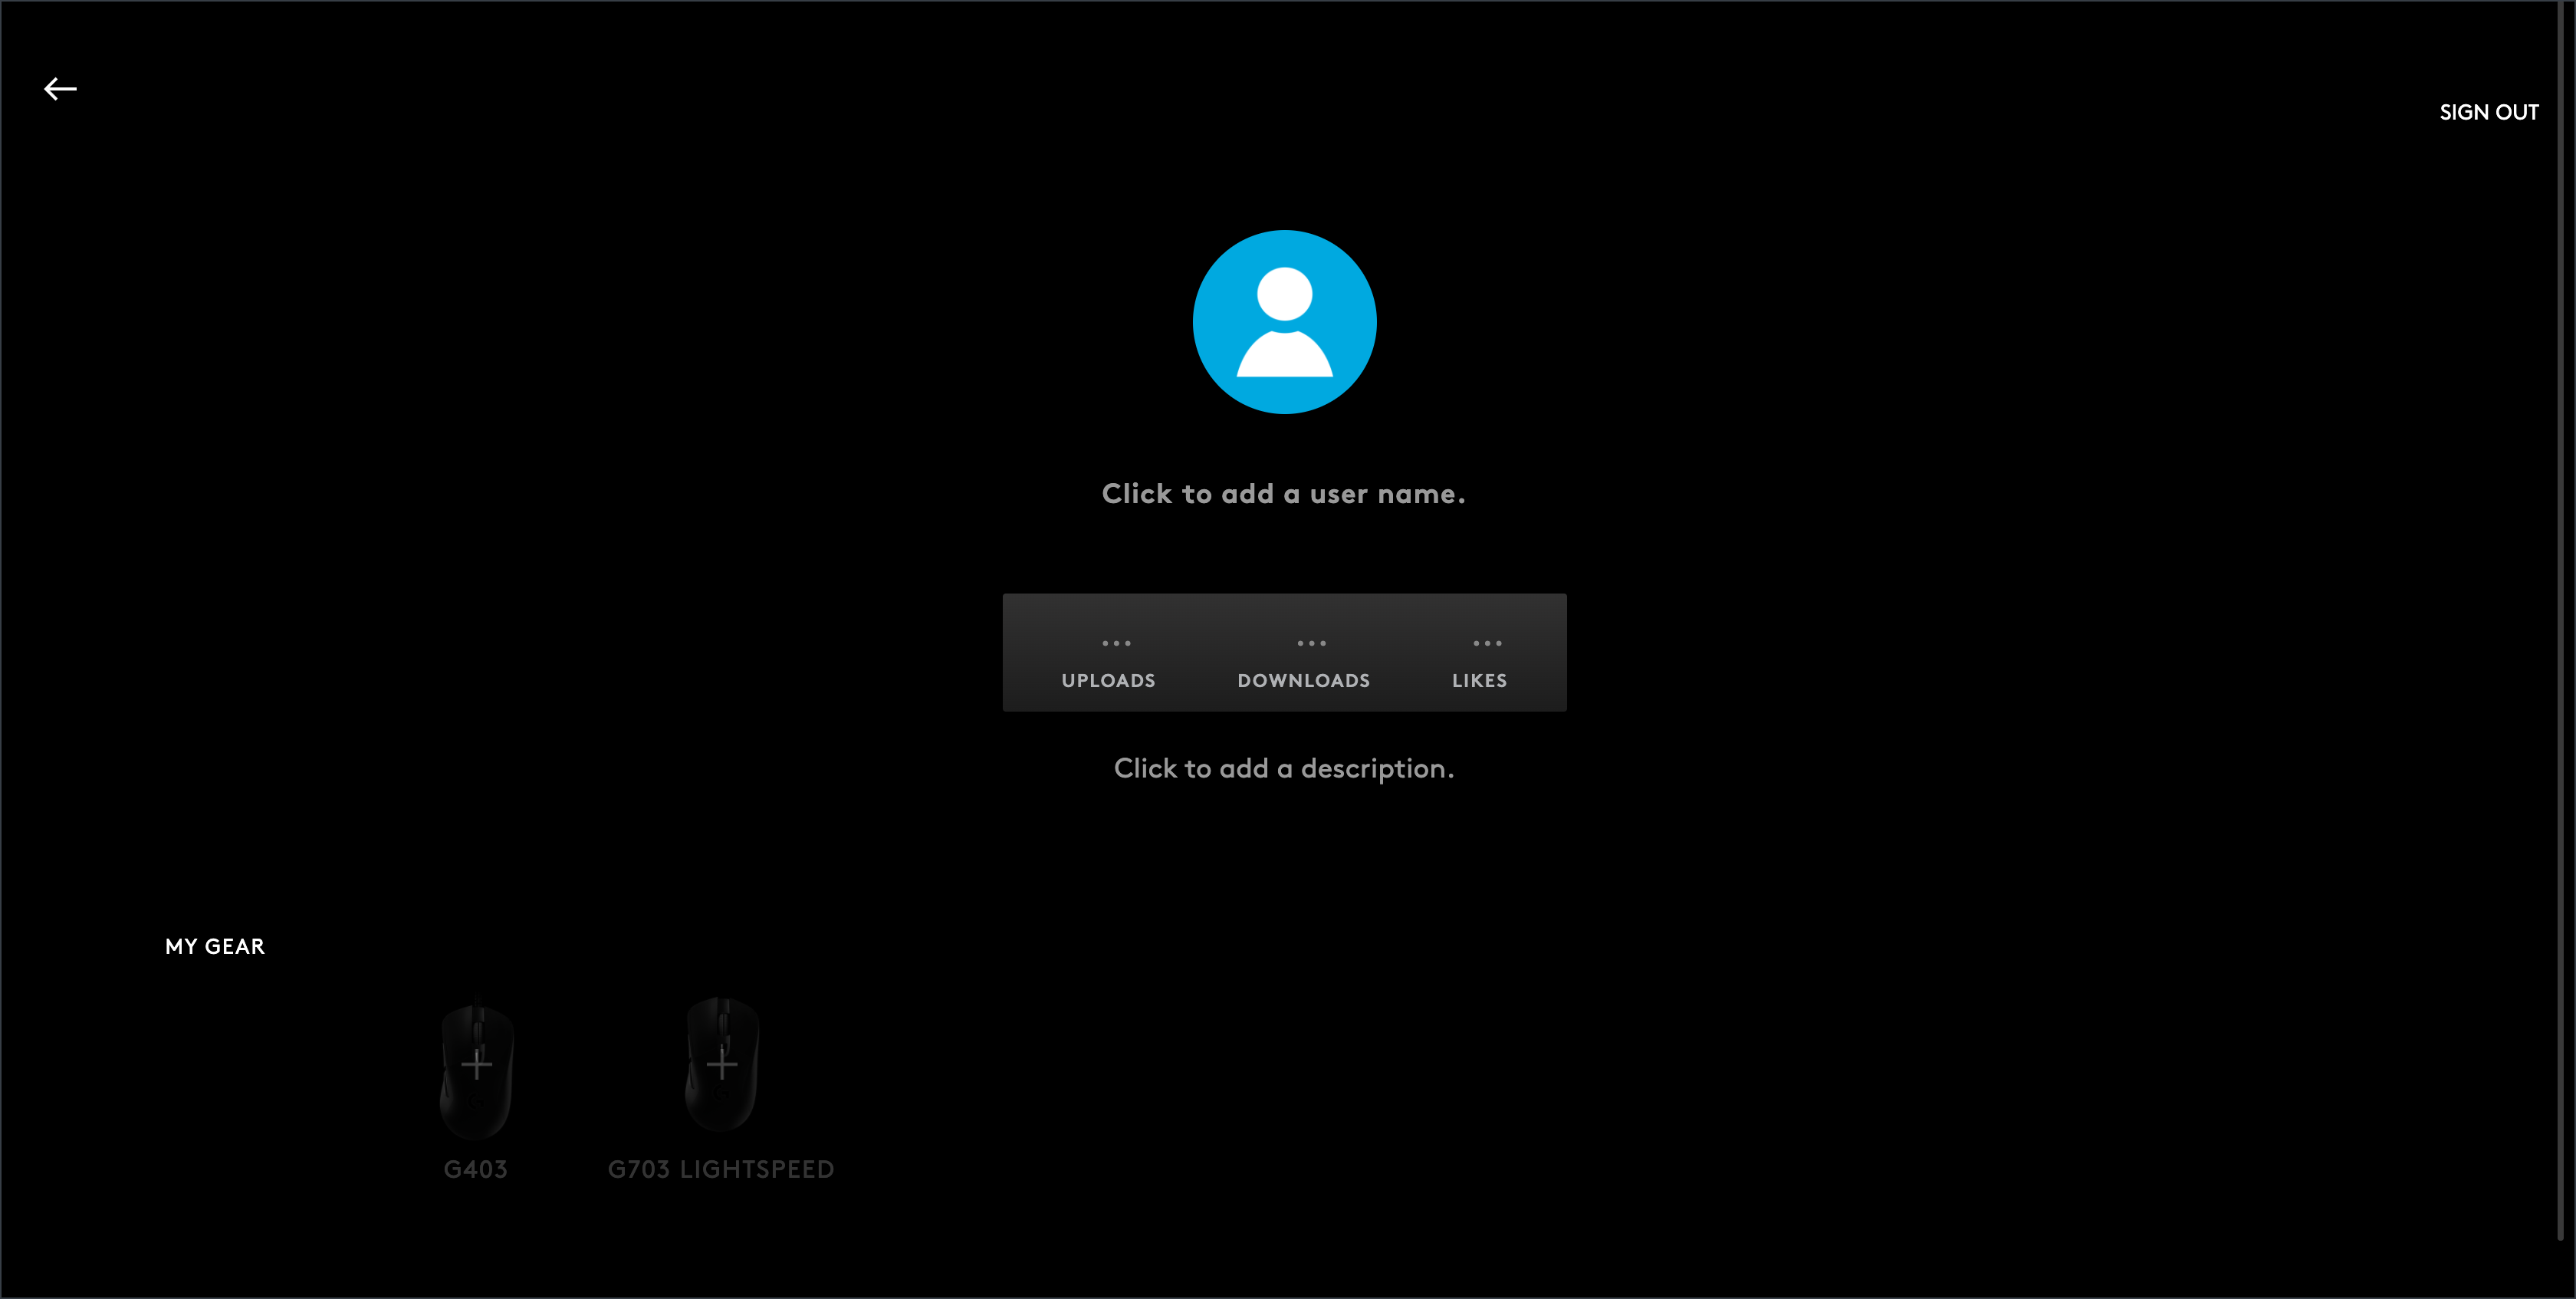 SIGN OUT
Click to add a user name.
... ... ...
UPLOADS DOWNLOADS LIKES
Click to add a description.
MY GEAR
G403 G703 LIGHTSPEED